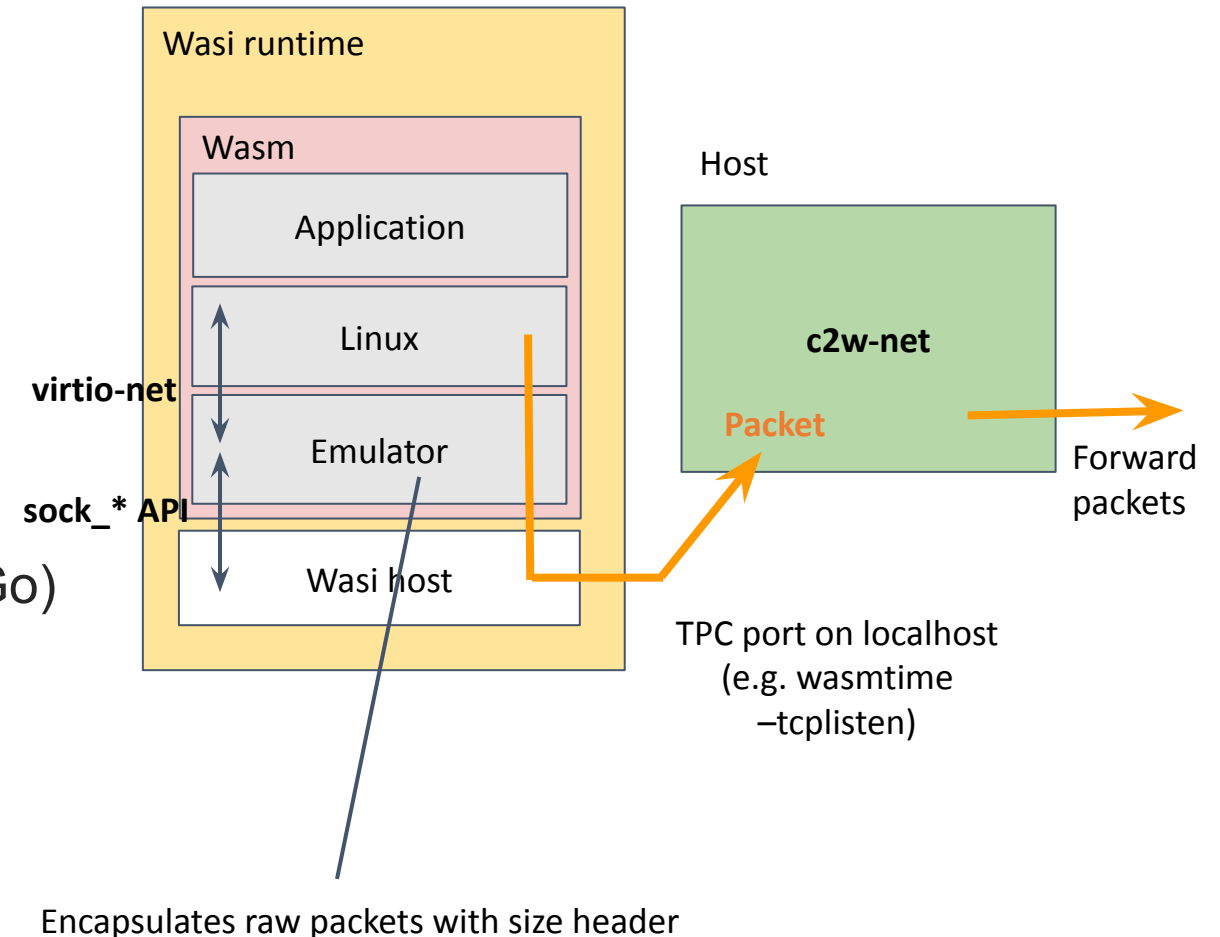 Wasi runtime
Wasm
Application
Linux
virtio-net
Emulator
sock_* API
Wasi host
Host
c2w-net
Packet
Forward
packets
TPC port on localhost
(e.g. wasmtime
–tcplisten)
Encapsulates raw packets with size header